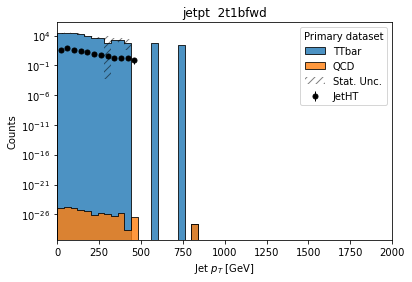 jetpt  2t1bfwd
Primary dataset
TTbar
QCD
Stat. Unc.
JetHT
Counts
10^4
10^-1
10^-6
10^-11
10^-16
10^-21
10^-26
0 250 500 750 1000 1250 1500 1750 2000
Jet p_T [GeV]